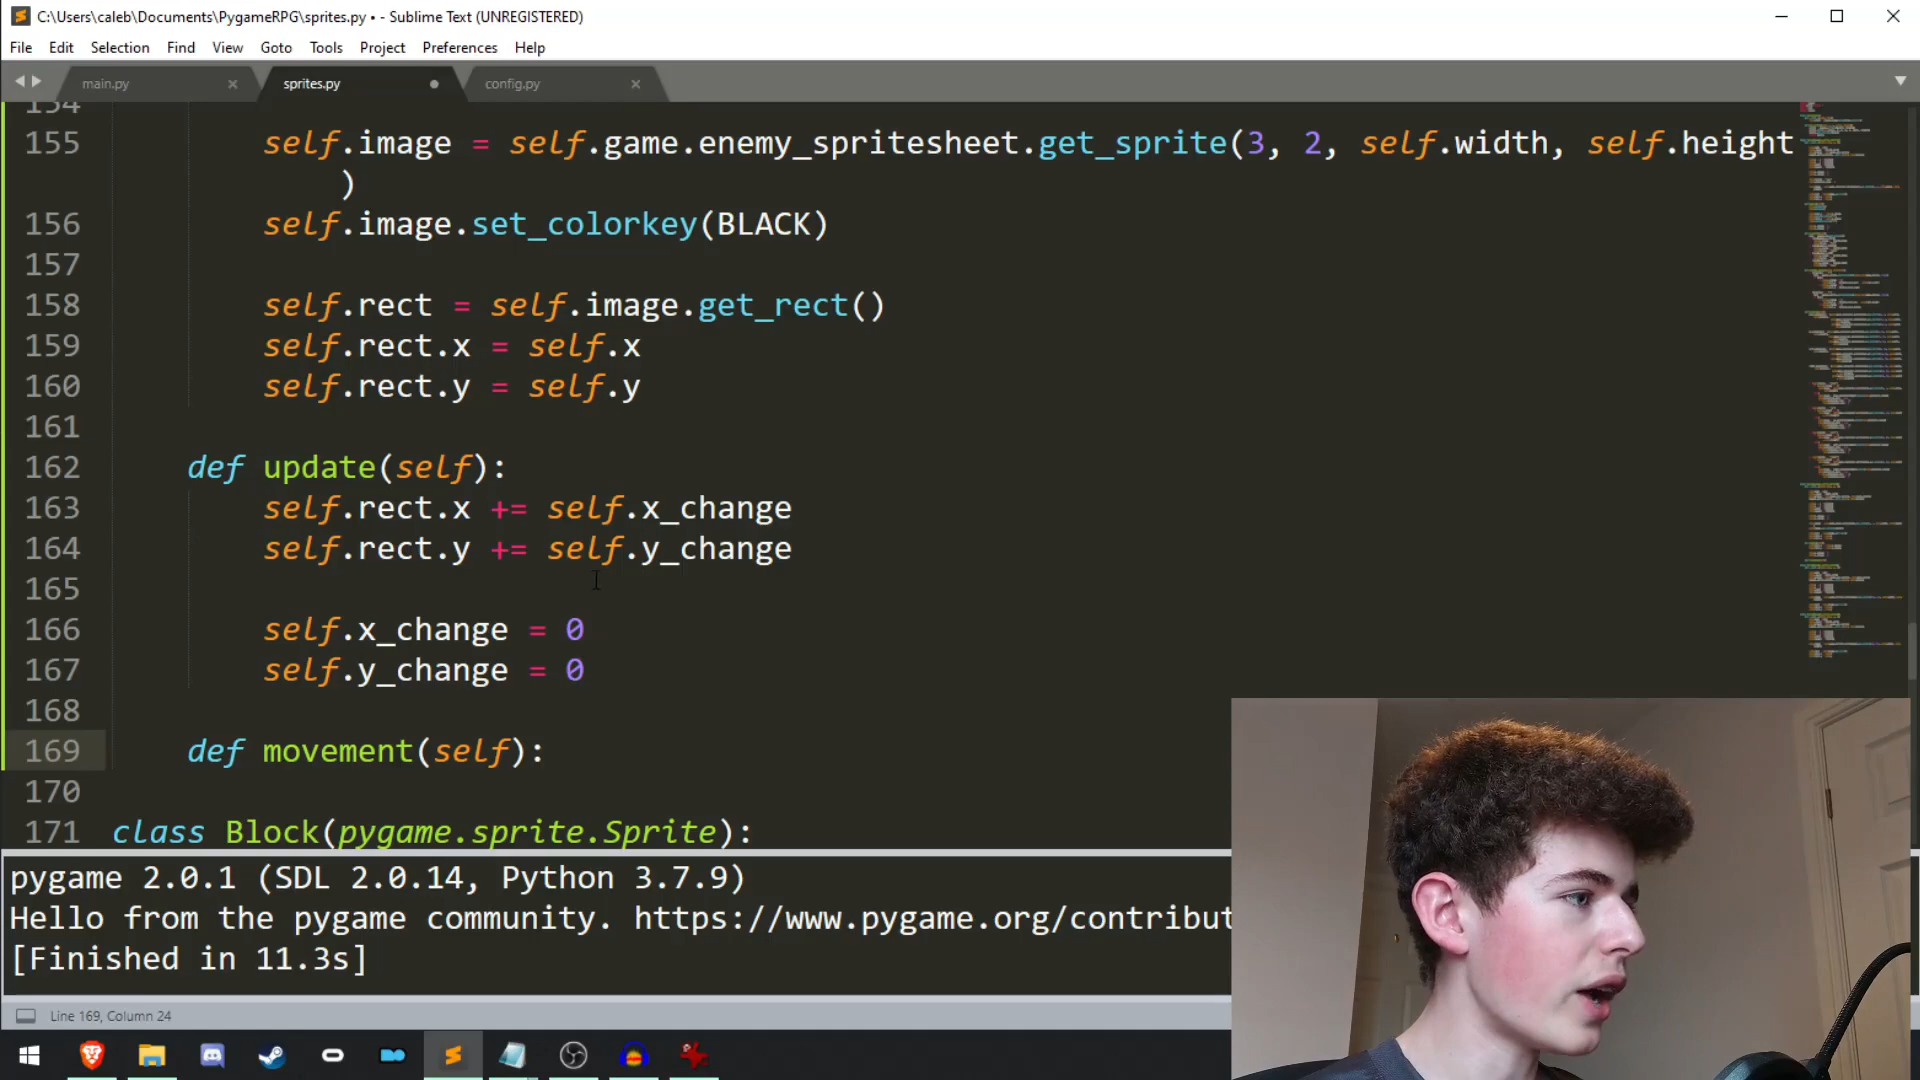 C:\Users\caleb\Documents\PygameRPG\sprites.py • - Sublime Text (UNREGISTERED)
File Edit Selection Find View Goto Tools Project Preferences Help
main.py sprites.py config.py
154
155 self.image = self.game.enemy_spritesheet.get_sprite(3, 2, self.width, self.height
)
156 self.image.set_colorkey(BLACK)
157
158 self.rect = self.image.get_rect()
159 self.rect.x = self.x
160 self.rect.y = self.y
161
162 def update(self):
163 self.rect.x += self.x_change
164 self.rect.y += self.y_change
165
166 self.x_change = 0
167 self.y_change = 0
168
169 def movement(self):
170
171 class Block(pygame.sprite.Sprite):
pygame 2.0.1 (SDL 2.0.14, Python 3.7.9)
Hello from the pygame community. https://www.pygame.org/contribut
[Finished in 11.3s]
Line 169, Column 24